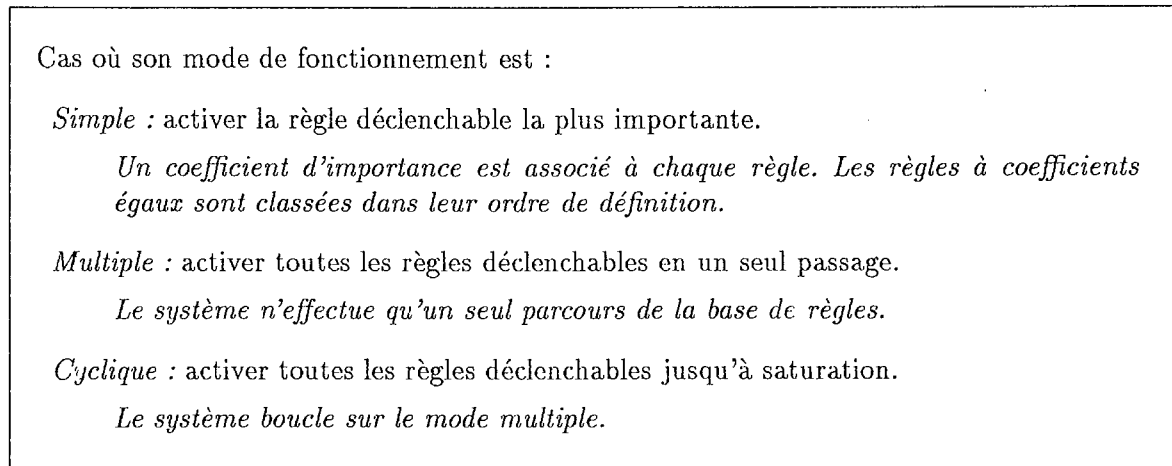 Cas où son mode de fonctionnement est :
Simple : activer la règle déclenchable la plus importante.
Un coefficient d'importance est associé à chaque règle. Les règles à coefficients
égaux sont classées dans leur ordre de définition.
Multiple : activer toutes les règles déclenchables en un seul passage.
Le système n'effectue qu'un seul parcours de la base de règles.
Cyclique : activer toutes les règles déclenchables jusqu'à saturation.
Le système boucle sur le mode multiple.